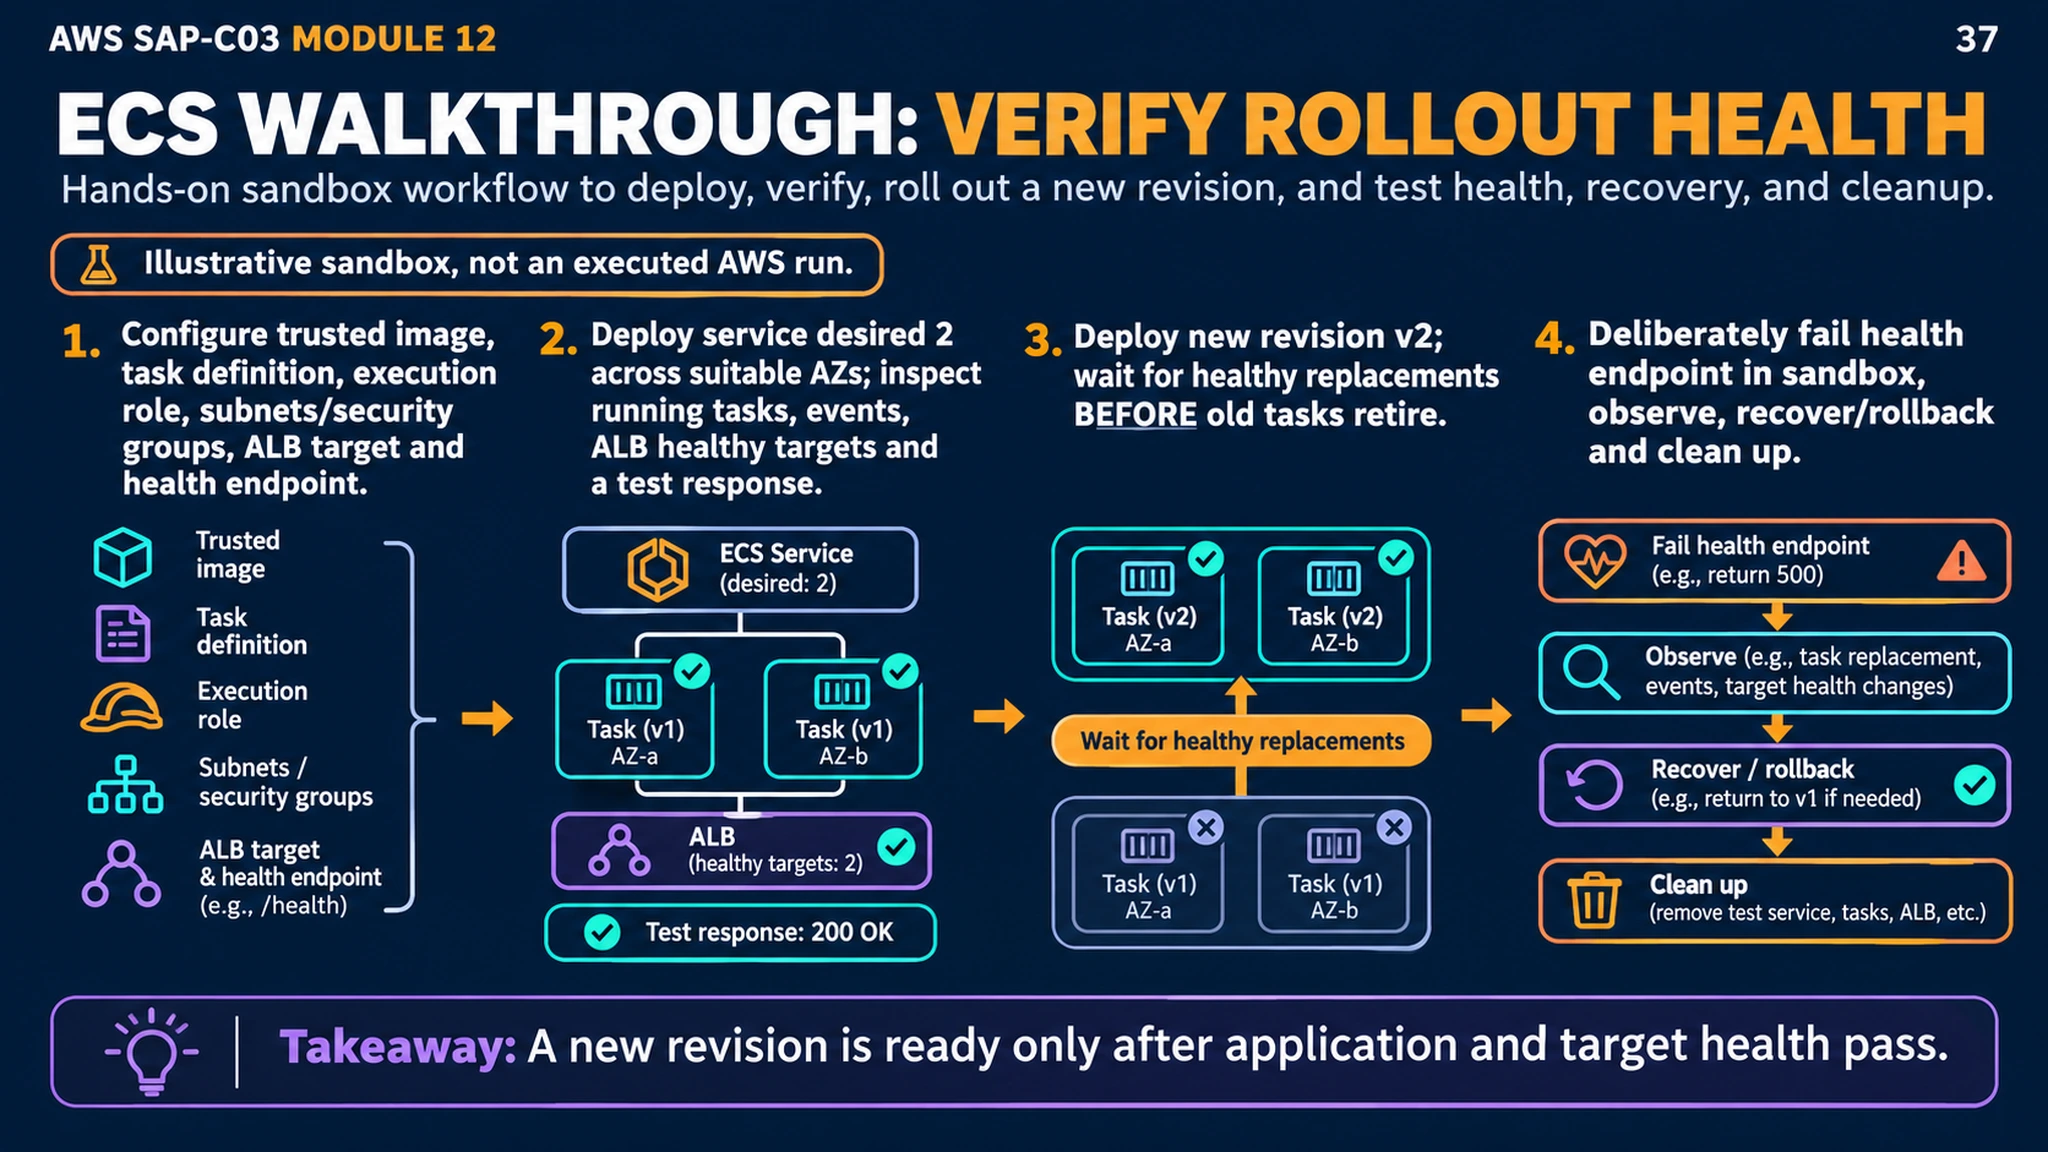 AWS SAP-C03 MODULE 12
37
ECS WALKTHROUGH: VERIFY ROLLOUT HEALTH
Hands-on sandbox workflow to deploy, verify, roll out a new revision, and test health, recovery, and cleanup.
Illustrative sandbox, not an executed AWS run.
1. Configure trusted image,
task definition, execution
role, subnets/security
groups, ALB target and
health endpoint.
Trusted
image
Task
definition
Execution
role
Subnets /
security groups
ALB target
& health endpoint
(e.g., /health)
2. Deploy service desired 2
across suitable AZs; inspect
running tasks, events,
ALB healthy targets and
a test response.
ECS Service
(desired: 2)
Task (v1)
AZ-a
Task (v1)
AZ-b
ALB
(healthy targets: 2)
Test response: 200 OK
3. Deploy new revision v2;
wait for healthy replacements
BEFORE old tasks retire.
Task (v2)
AZ-a
Task (v2)
AZ-b
Wait for healthy replacements
Task (v1)
AZ-a
Task (v1)
AZ-b
4. Deliberately fail health
endpoint in sandbox,
observe, recover/rollback
and clean up.
Fail health endpoint
(e.g., return 500)
Observe (e.g., task replacement,
events, target health changes)
Recover / rollback
(e.g., return to v1 if needed)
Clean up
(remove test service, tasks, ALB, etc.)
Takeaway: A new revision is ready only after application and target health pass.